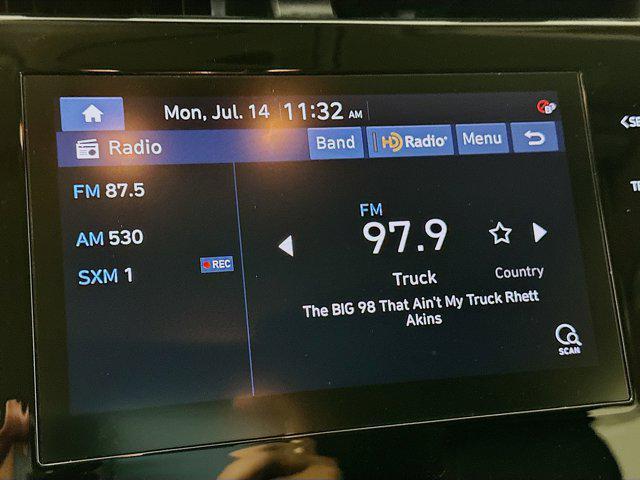 Mon, Jul. 14 11:32 AM
Radio
Band
HD Radio
Menu
FM 87.5
AM 530
SXM 1
REC
FM
97.9
Truck
Country
The BIG 98 That Ain't My Truck Rhett
Akins
SCAN
<SE